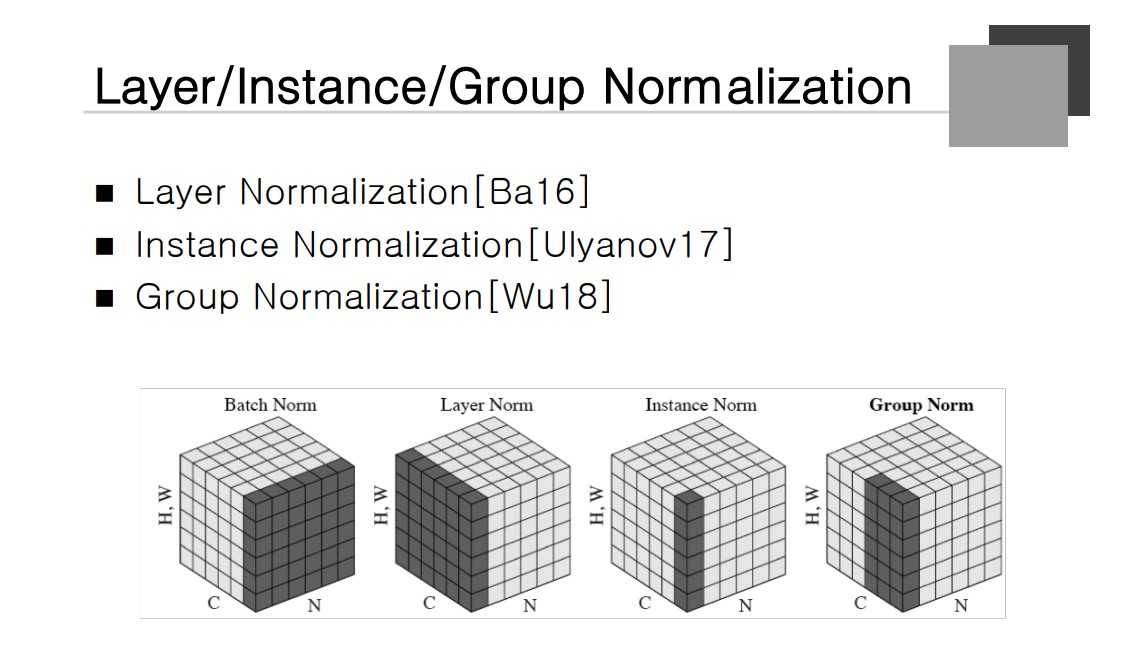 Layer/Instance/Group Normalization
■ Layer Normalization[Ba16]
■ Instance Normalization[Ulyanov17]
■ Group Normalization[Wu18]
Batch Norm
H, W
C
N
Layer Norm
H, W
C
N
Instance Norm
H, W
C
N
Group Norm
H, W
C
N